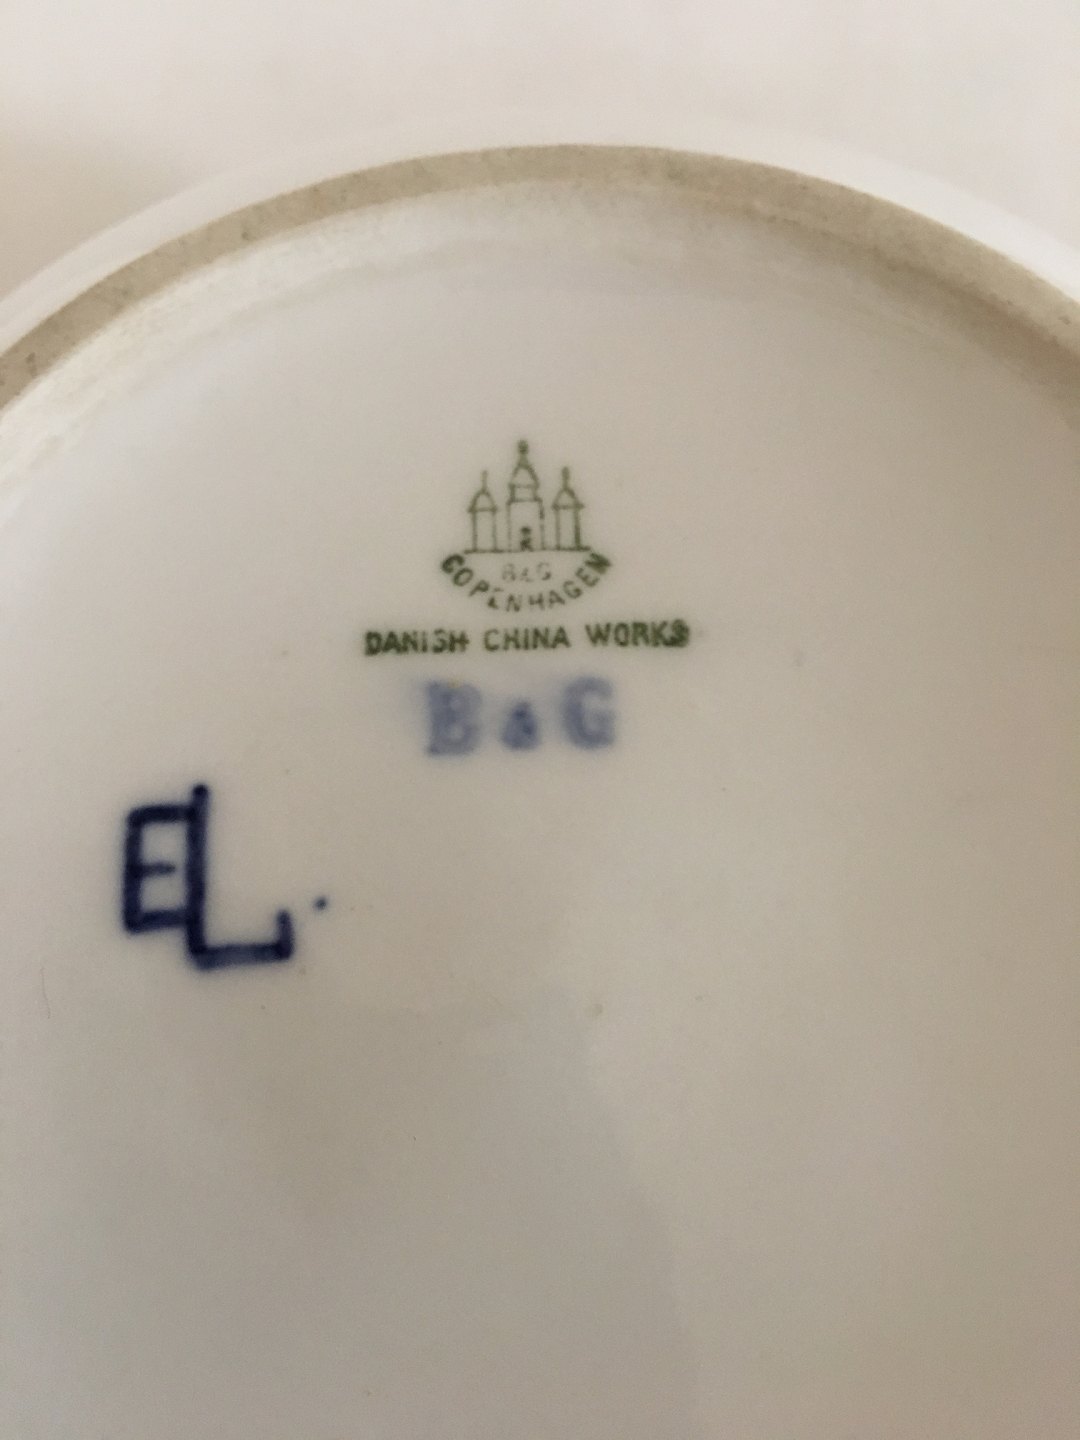 B&G
COPENHAGEN
DANISH CHINA WORKS
B & G
EL.